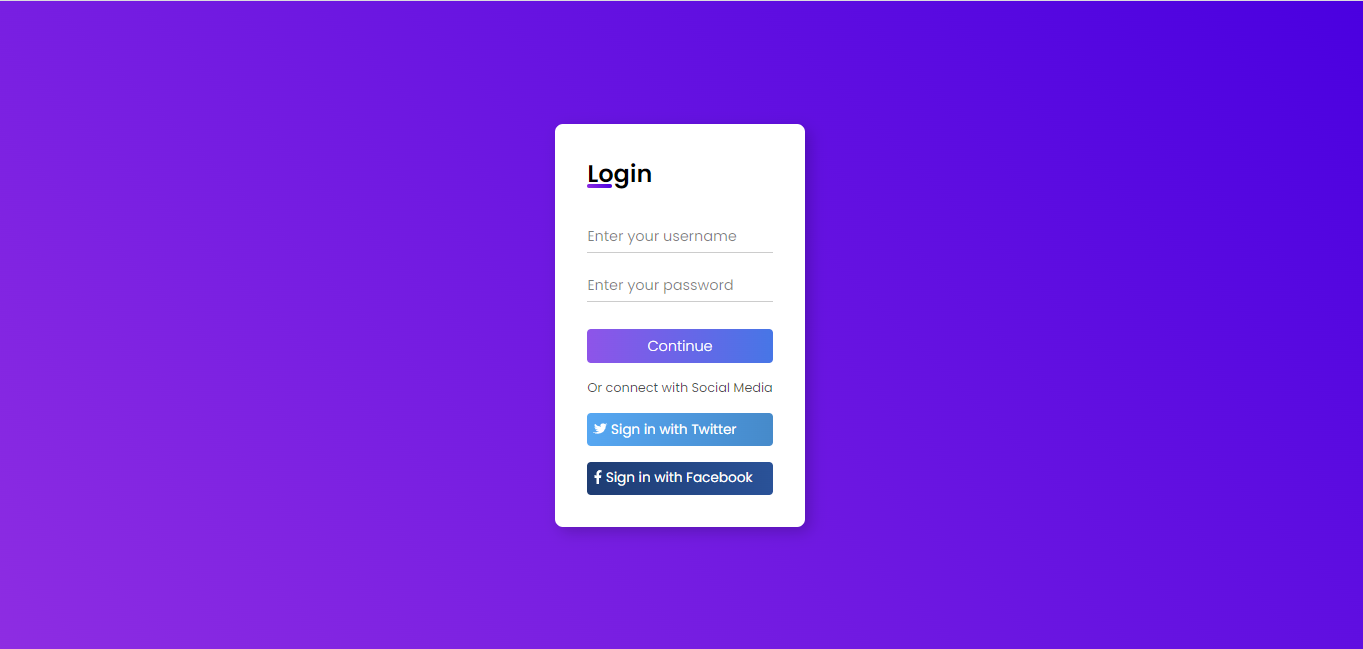 Login
Enter your username
Enter your password
Continue
Or connect with Social Media
Sign in with Twitter
Sign in with Facebook